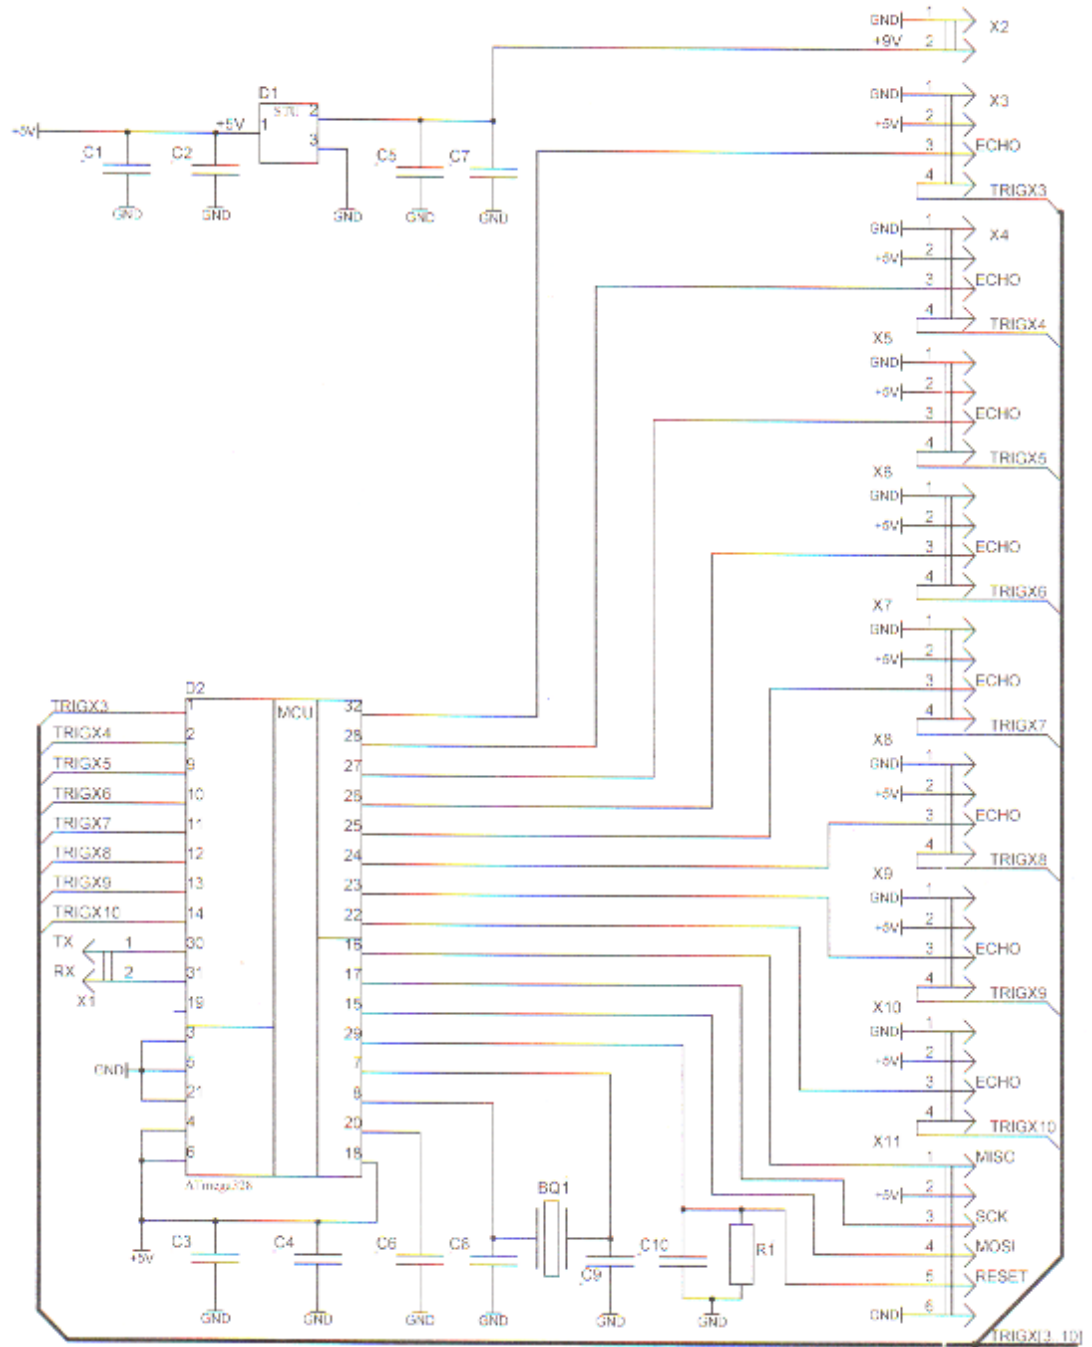 GND 1 X2
+9V 2
D1
+5V +5V 1 2
3
C1 C2 C5 C7
GND GND GND GND GND
GND 1 X3
+5V 2
3 ECHO
4 TRIGX3
GND 1 X4
+5V 2
3 ECHO
4 TRIGX4
X5
GND 1
+5V 2
3 ECHO
4 TRIGX5
X6
GND 1
+5V 2
3 ECHO
4 TRIGX6
X7
GND 1
+5V 2
3 ECHO
4 TRIGX7
X8
GND 1
+5V 2
3 ECHO
4 TRIGX8
X9
GND 1
+5V 2
3 ECHO
4 TRIGX9
X10
GND 1
+5V 2
3 ECHO
4 TRIGX10
X11
1 MISO
+5V 2
3 SCK
4 MOSI
5 RESET
GND 6
TRIGX[3..10]
D2
MCU
TRIGX3 1 32
TRIGX4 2 28
TRIGX5 9 27
TRIGX6 10 26
TRIGX7 11 25
TRIGX8 12 24
TRIGX9 13 23
TRIGX10 14 22
TX 1 30 16
RX 2 31 17
X1
19 15
3 29
GND 5 7
21 8
4 20
6 18
ATmega328
+5V C3 C4 C6 C8 BQ1 C9 C10 R1
GND GND GND GND GND GND